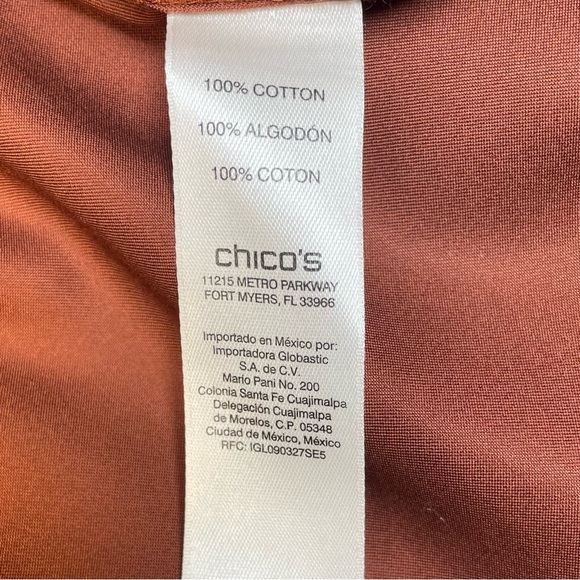 100% COTTON
100% ALGODÓN
100% COTON
chico's
11215 METRO PARKWAY
FORT MYERS, FL 33966
Importado en México por:
Importadora Globastic
S.A. de C.V.
Mario Pani No. 200
Colonia Santa Fe Cuajimalpa
Delegación Cuajimalpa
de Morelos, C.P. 05348
Ciudad de México, México
RFC: IGL090327SE5